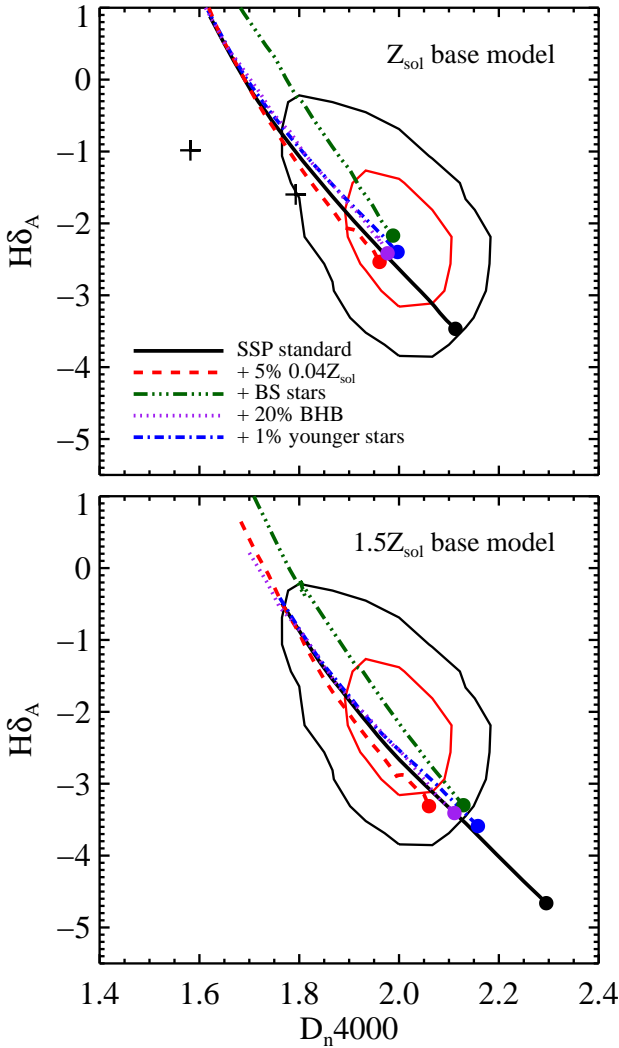 1
0
−1
−2
−3
−4
−5
HδA
Zsol base model
SSP standard
+ 5% 0.04Zsol
+ BS stars
+ 20% BHB
+ 1% younger stars
1
0
−1
−2
−3
−4
−5
HδA
1.5Zsol base model
1.4 1.6 1.8 2.0 2.2 2.4
Dn4000